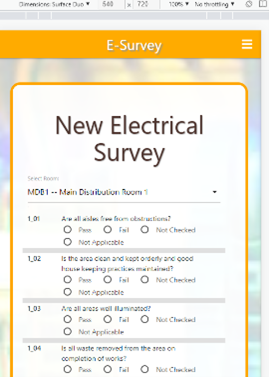 Dimensions: Surface Duo ▼ 540 × 720 100% ▼ No throttling ▼
E-Survey
New Electrical
Survey
Select Room
MDB1 -- Main Distribution Room 1
1_01 Are all aisles free from obstructions?
Pass Fail Not Checked
Not Applicable
1_02 Is the area clean and kept orderly and good
house keeping practices maintained?
Pass Fail Not Checked
Not Applicable
1_03 Are all areas well illuminated?
Pass Fail Not Checked
Not Applicable
1_04 Is all waste removed from the area on
completion of works?
Pass Fail Not Checked